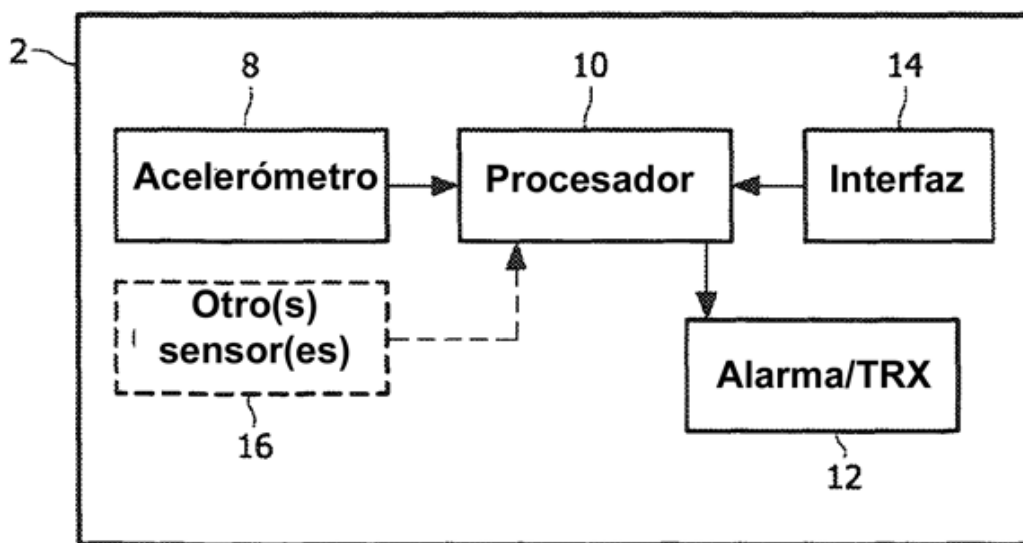 2
8
10
14
Acelerómetro
Procesador
Interfaz
Otro(s)
sensor(es)
Alarma/TRX
16
12